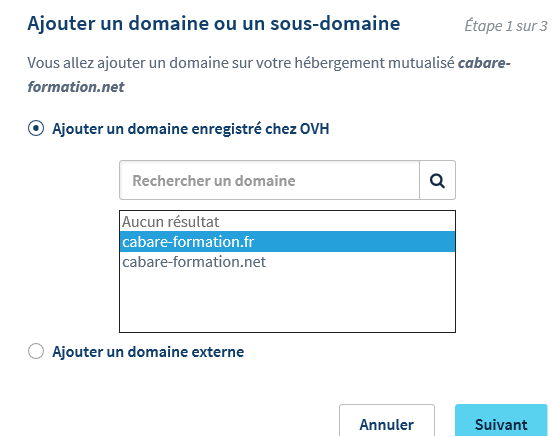 Ajouter un domaine ou un sous-domaine
Étape 1 sur 3
Vous allez ajouter un domaine sur votre hébergement mutualisé cabare-
formation.net
Ajouter un domaine enregistré chez OVH
Rechercher un domaine
Aucun résultat
cabare-formation.fr
cabare-formation.net
Ajouter un domaine externe
Annuler
Suivant